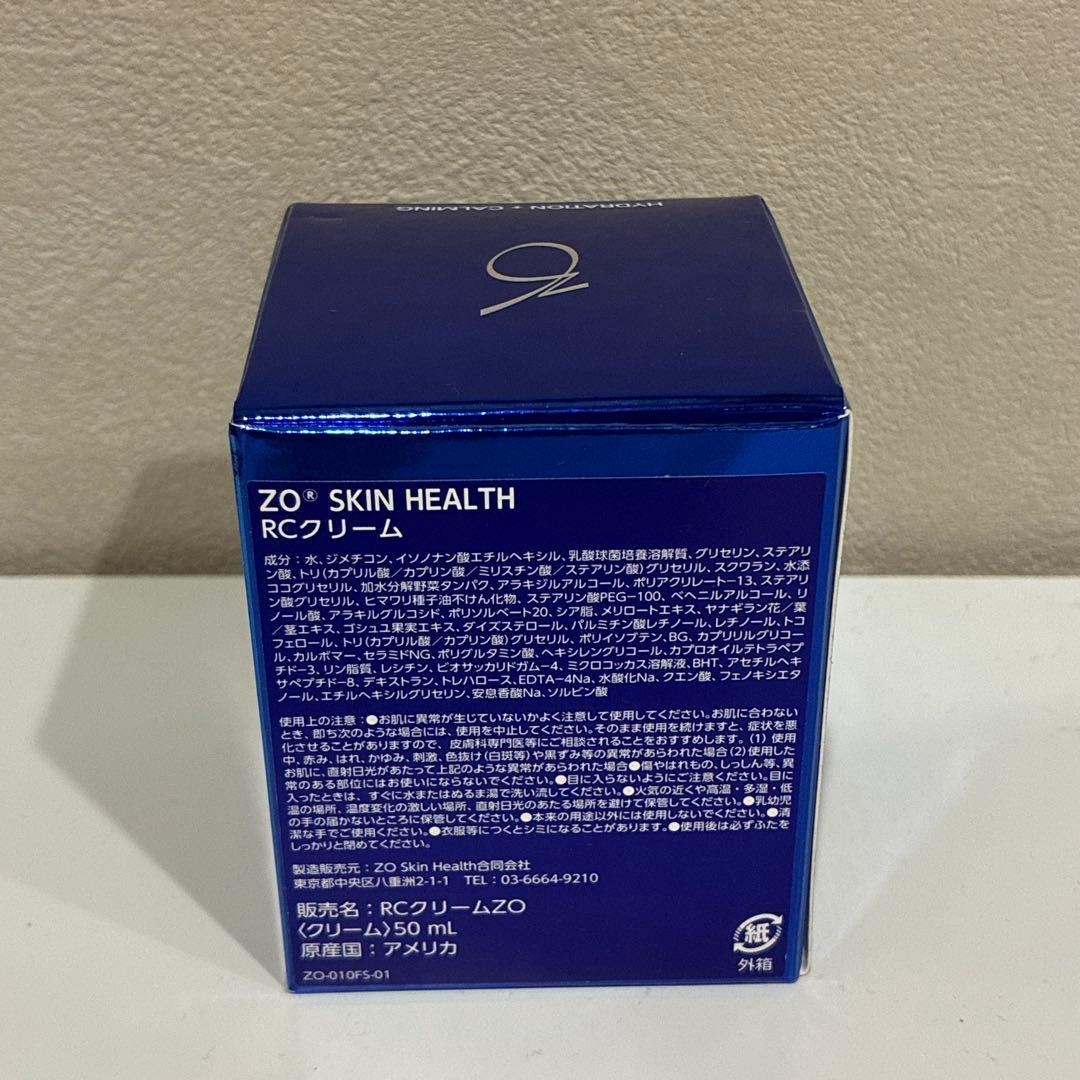 HYDRATION + CALMING
ZO® SKIN HEALTH
RCクリーム
成分：水、ジメチコン、イソノナン酸エチルヘキシル、乳酸球菌培養溶解質、グリセリン、ステアリ
ン酸、トリ（カプリル酸／カプリン酸／ミリスチン酸／ステアリン酸）グリセリル、スクワラン、水添
ココグリセリル、加水分解野菜タンパク、アラキジルアルコール、ポリアクリレート-13、ステアリ
ン酸グリセリル、ヒマワリ種子油不けん化物、ステアリン酸PEG-100、ベヘニルアルコール、リ
ノール酸、アラキルグルコシド、ポリソルベート20、シア脂、メリロートエキス、ヤナギラン花／葉
／茎エキス、ゴシュユ果実エキス、ダイズステロール、パルミチン酸レチノール、レチノール、トコ
フェロール、トリ（カプリル酸／カプリン酸）グリセリル、ポリイソプテン、BG、カプリリルグリコー
ル、カルボマー、セラミドNG、ポリグルタミン酸、ヘキシレングリコール、カプロオイルテトラペプ
チド-3、リン脂質、レシチン、ビオサッカリドガム-4、ミクロコッカス溶解液、BHT、アセチルヘキ
サペプチド-8、デキストラン、トレハロース、EDTA-4Na、水酸化Na、クエン酸、フェノキシエタ
ノール、エチルヘキシルグリセリン、安息香酸Na、ソルビン酸
使用上の注意：●お肌に異常が生じていないかよく注意して使用してください。お肌に合わない
とき、即ち次のような場合には、使用を中止してください。そのまま使用を続けますと、症状を悪
化させることがありますので、皮膚科専門医等にご相談されることをおすすめします。(1) 使用
中、赤み、はれ、かゆみ、刺激、色抜け(白斑等)や黒ずみ等の異常があらわれた場合 (2) 使用した
お肌に、直射日光があたって上記のような異常があらわれた場合 ●傷やはれもの、しっしん等、異
常のある部位にはお使いにならないでください。●目に入らないようにご注意ください。目に
入ったときは、すぐに水またはぬるま湯で洗い流してください。●火気の近くや高温・多湿・低
温の場所、温度変化の激しい場所、直射日光のあたる場所を避けて保管してください。●乳幼児
の手の届かないところに保管してください。●本来の用途以外には使用しないでください。●清
潔な手でご使用ください。●衣服等につくとシミになることがあります。●使用後は必ずふたを
しっかりと閉めてください。
製造販売元：ZO Skin Health合同会社
東京都中央区八重洲2-1-1 TEL：03-6664-9210
販売名：RCクリームZO
〈クリーム〉50 mL
原産国：アメリカ
ZO-010FS-01
紙
外箱